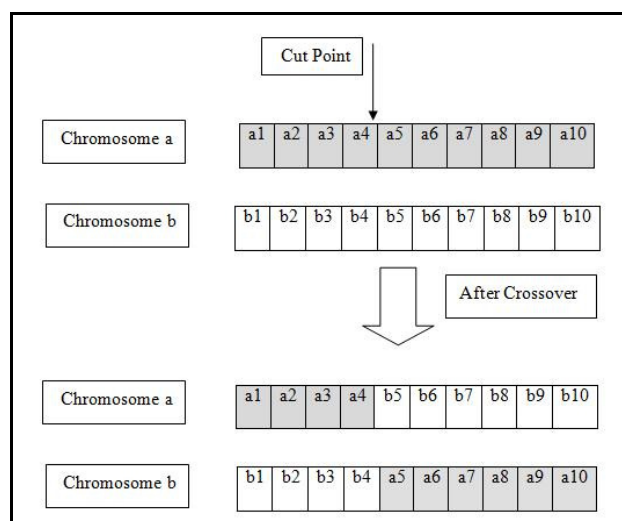 Cut Point
Chromosome a
a1 a2 a3 a4 a5 a6 a7 a8 a9 a10
Chromosome b
b1 b2 b3 b4 b5 b6 b7 b8 b9 b10
After Crossover
Chromosome a
a1 a2 a3 a4 b5 b6 b7 b8 b9 b10
Chromosome b
b1 b2 b3 b4 a5 a6 a7 a8 a9 a10